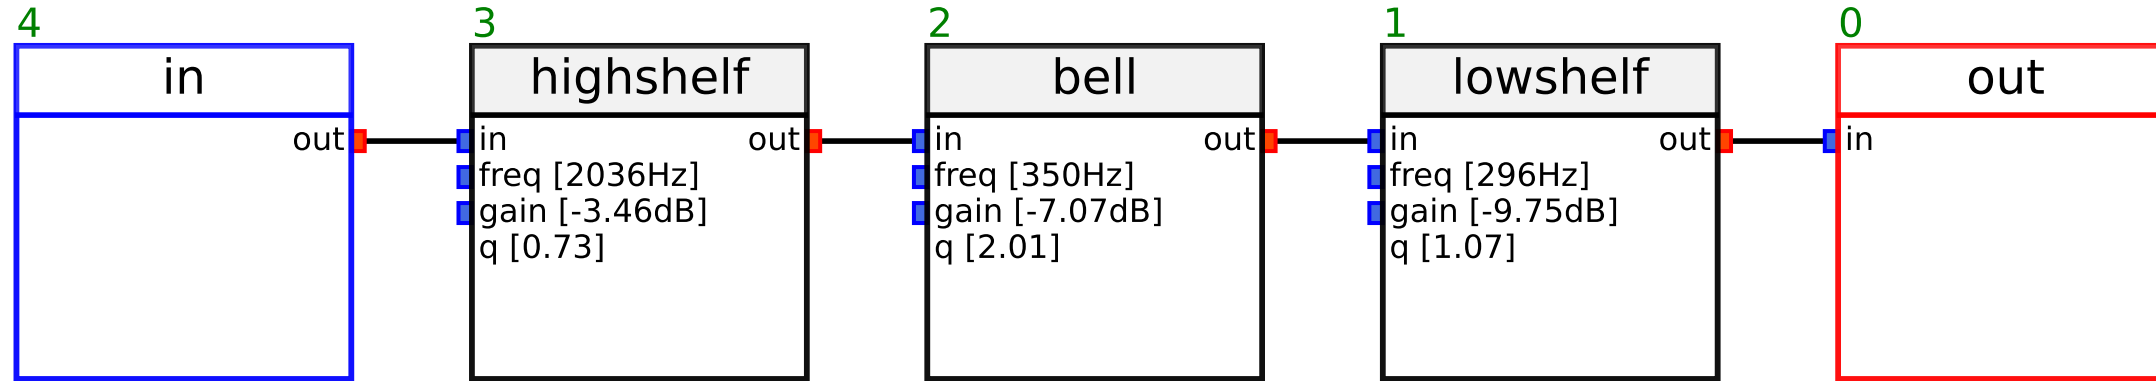 4
in
out
3
highshelf
in out
freq [2036Hz]
gain [-3.46dB]
q [0.73]
2
bell
in out
freq [350Hz]
gain [-7.07dB]
q [2.01]
1
lowshelf
in out
freq [296Hz]
gain [-9.75dB]
q [1.07]
0
out
in